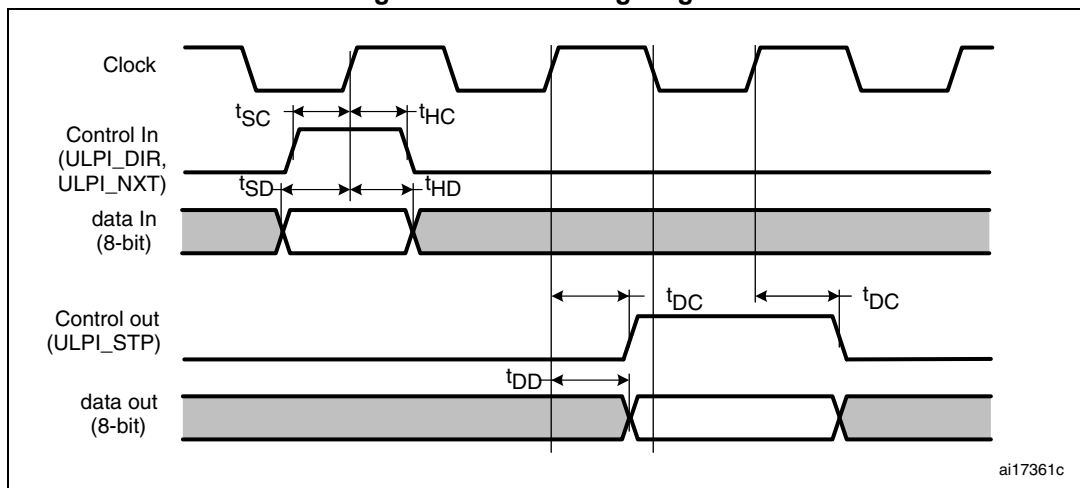 Clock
tSC
tHC
Control In
(ULPI_DIR,
ULPI_NXT)
tSD
tHD
data In
(8-bit)
tDC
tDC
Control out
(ULPI_STP)
tDD
data out
(8-bit)
ai17361c